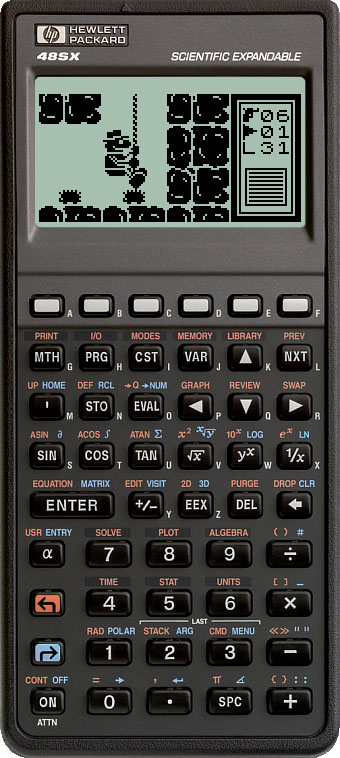 hp HEWLETT
PACKARD
48SX SCIENTIFIC EXPANDABLE
06
01
L 31
A B C D E F
PRINT I/O MODES MEMORY LIBRARY PREV
MTH G PRG H CST I VAR J ▲ K NXT L
UP HOME DEF RCL →Q →NUM GRAPH REVIEW SWAP
' M STO N EVAL O ◀ P ▼ Q ▶ R
ASIN ∂ ACOS ∫ ATAN Σ x² ˣ√y 10ˣ LOG eˣ LN
SIN S COS T TAN U √x V yˣ W 1/x X
EQUATION MATRIX EDIT VISIT 2D 3D PURGE DROP CLR
ENTER +/− Y EEX Z DEL ←
USR ENTRY SOLVE PLOT ALGEBRA ( ) #
α 7 8 9 ÷
TIME STAT UNITS [ ] _
↰ 4 5 6 ×
LAST
RAD POLAR STACK ARG CMD MENU « » " "
↱ 1 2 3 −
CONT OFF = → , ↵ π ∡ { } : :
ON 0 . SPC +
ATTN